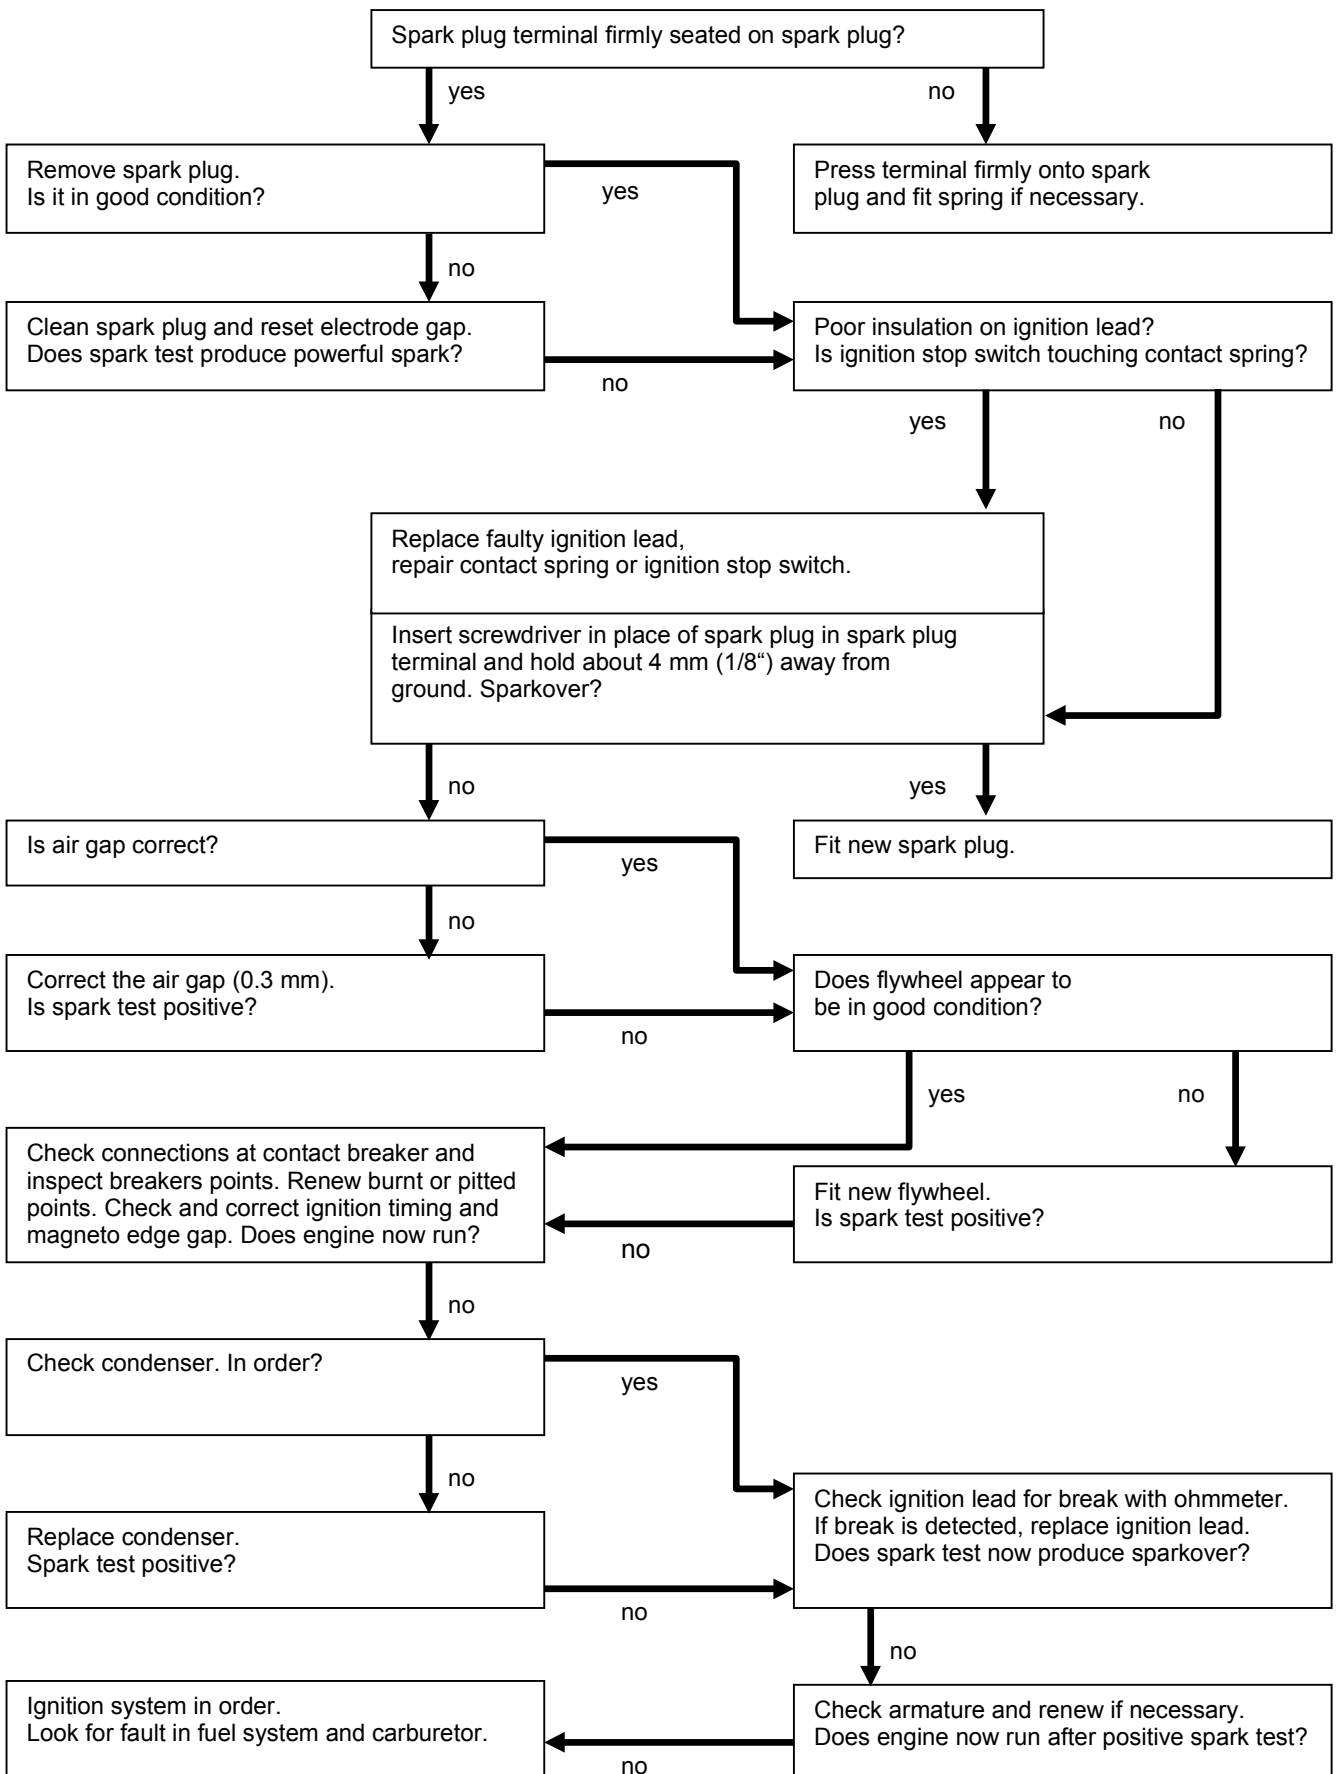 Spark plug terminal firmly seated on spark plug?
yes
no
Remove spark plug.
Is it in good condition?
yes
Press terminal firmly onto spark
plug and fit spring if necessary.
no
Clean spark plug and reset electrode gap.
Does spark test produce powerful spark?
no
Poor insulation on ignition lead?
Is ignition stop switch touching contact spring?
yes
no
Replace faulty ignition lead,
repair contact spring or ignition stop switch.
Insert screwdriver in place of spark plug in spark plug
terminal and hold about 4 mm (1/8“) away from
ground. Sparkover?
no
yes
Is air gap correct?
yes
Fit new spark plug.
no
Correct the air gap (0.3 mm).
Is spark test positive?
no
Does flywheel appear to
be in good condition?
yes
no
Check connections at contact breaker and
inspect breakers points. Renew burnt or pitted
points. Check and correct ignition timing and
magneto edge gap. Does engine now run?
no
Fit new flywheel.
Is spark test positive?
no
Check condenser. In order?
yes
no
Replace condenser.
Spark test positive?
no
Check ignition lead for break with ohmmeter.
If break is detected, replace ignition lead.
Does spark test now produce sparkover?
no
Ignition system in order.
Look for fault in fuel system and carburetor.
no
Check armature and renew if necessary.
Does engine now run after positive spark test?